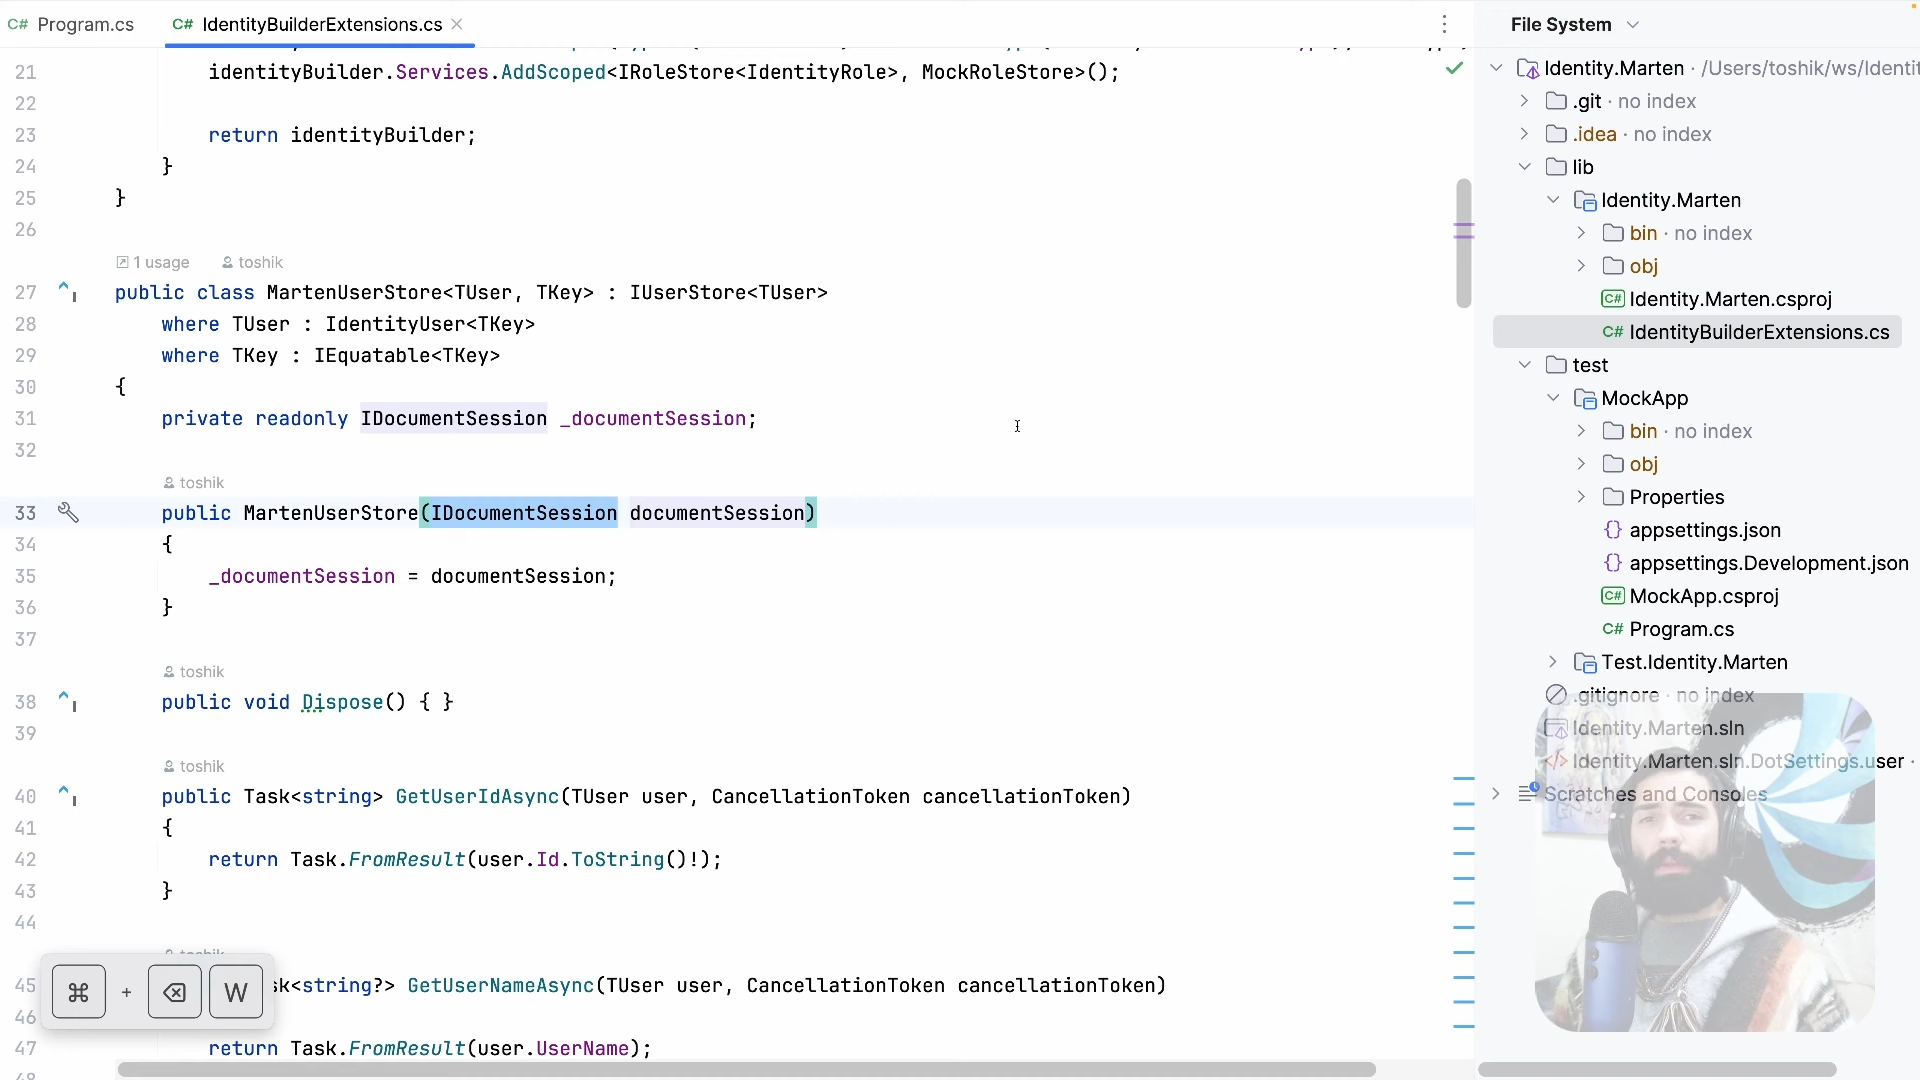 C# Program.cs
C# IdentityBuilderExtensions.cs
File System
21 identityBuilder.Services.AddScoped<IRoleStore<IdentityRole>, MockRoleStore>();
22
23 return identityBuilder;
24 }
25 }
26
1 usage toshik
27 public class MartenUserStore<TUser, TKey> : IUserStore<TUser>
28 where TUser : IdentityUser<TKey>
29 where TKey : IEquatable<TKey>
30 {
31 private readonly IDocumentSession _documentSession;
32
toshik
33 public MartenUserStore(IDocumentSession documentSession)
34 {
35 _documentSession = documentSession;
36 }
37
toshik
38 public void Dispose() { }
39
toshik
40 public Task<string> GetUserIdAsync(TUser user, CancellationToken cancellationToken)
41 {
42 return Task.FromResult(user.Id.ToString()!);
43 }
44
toshik
45 sk<string?> GetUserNameAsync(TUser user, CancellationToken cancellationToken)
46
47 return Task.FromResult(user.UserName);
48
⌘ + ⌫ W
Identity.Marten · /Users/toshik/ws/Identit
.git · no index
.idea · no index
lib
Identity.Marten
bin · no index
obj
C# Identity.Marten.csproj
C# IdentityBuilderExtensions.cs
test
MockApp
bin · no index
obj
Properties
{} appsettings.json
{} appsettings.Development.json
C# MockApp.csproj
C# Program.cs
Test.Identity.Marten
.gitignore · no index
Identity.Marten.sln
Identity.Marten.sln.DotSettings.user ·
Scratches and Consoles